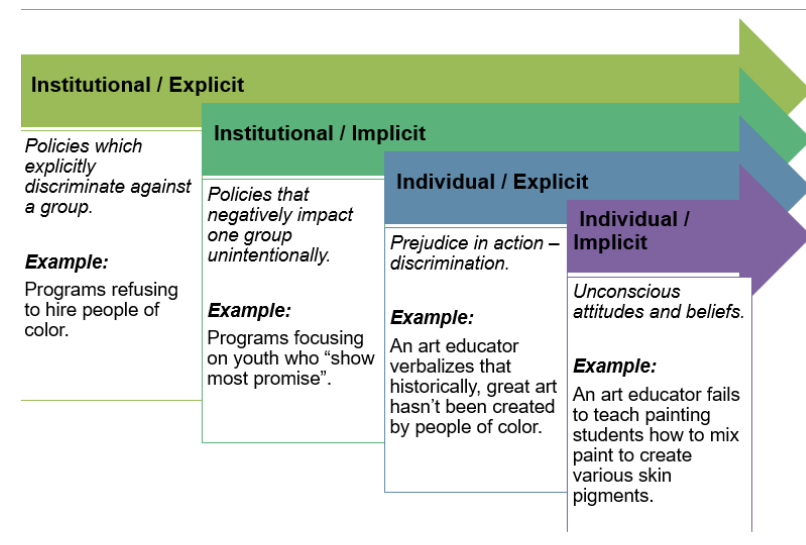 Institutional / Explicit
Policies which
explicitly
discriminate against
a group.
Example:
Programs refusing
to hire people of
color.
Institutional / Implicit
Policies that
negatively impact
one group
unintentionally.
Example:
Programs focusing
on youth who “show
most promise”.
Individual / Explicit
Prejudice in action –
discrimination.
Example:
An art educator
verbalizes that
historically, great art
hasn’t been created
by people of color.
Individual /
Implicit
Unconscious
attitudes and beliefs.
Example:
An art educator fails
to teach painting
students how to mix
paint to create
various skin
pigments.